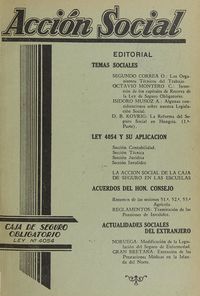 Acción Social
EDITORIAL
TEMAS SOCIALES
SEGUNDO CORREA O.: Los Organismos Técnicos del Trabajo.
OCTAVIO MONTERO C.: Inversión de los capitales de Reserva de la Ley de Seguro Obligatorio.
ISIDORO MUÑOZ A.: Algunas consideraciones sobre nuestra Legislación Social.
D. B. KOVRIG: La Reforma del Seguro Social en Hungría. (1.ª Parte).
LEY 4054 Y SU APLICACION
Sección Contabilidad.
Sección Técnica
Sección Jurídica
Sección Invalidez
LA ACCION SOCIAL DE LA CAJA DE SEGURO EN LAS ESCUELAS
ACUERDOS DEL HON. CONSEJO
Resumen de las sesiones 51.ª, 52.ª, 53.ª
Agrícola
REGLAMENTOS: Tramitación de las Pensiones de Invalidez.
ACTUALIDADES SOCIALES
DEL EXTRANJERO
NORUEGA: Modificación de la Legislación del Seguro de Enfermedad.
GRAN BRETAÑA: Extensión de las Prestaciones Médicas en la Irlanda del Norte.
CAJA DE SEGURO
OBLIGATORIO
LEY Nº 4054